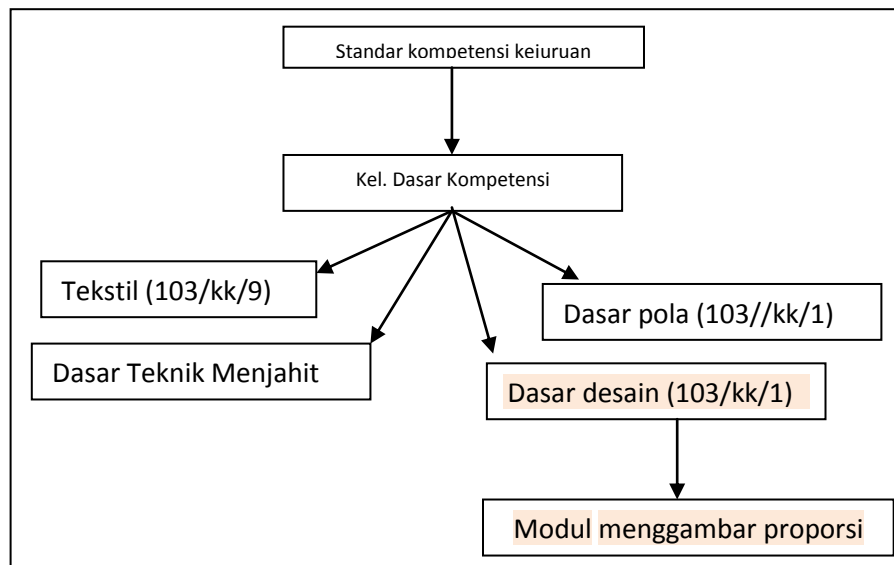 Standar kompetensi kejuruan
Kel. Dasar Kompetensi
Tekstil (103/kk/9)
Dasar pola (103//kk/1)
Dasar Teknik Menjahit
Dasar desain (103/kk/1)
Modul menggambar proporsi